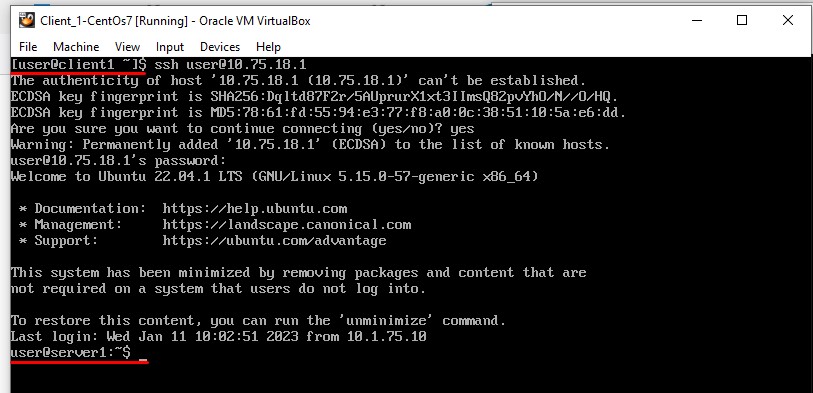 Client_1-CentOs7 [Running] - Oracle VM VirtualBox
File Machine View Input Devices Help
[user@client1 ~]$ ssh user@10.75.18.1
The authenticity of host '10.75.18.1 (10.75.18.1)' can't be established.
ECDSA key fingerprint is SHA256:Dqltd87F2r/5AUprurX1xt3IImsQ82pvYhO/N//O/HQ.
ECDSA key fingerprint is MD5:78:61:fd:55:94:e3:77:f8:a0:0c:38:51:10:5a:e6:dd.
Are you sure you want to continue connecting (yes/no)? yes
Warning: Permanently added '10.75.18.1' (ECDSA) to the list of known hosts.
user@10.75.18.1's password:
Welcome to Ubuntu 22.04.1 LTS (GNU/Linux 5.15.0-57-generic x86_64)
* Documentation: https://help.ubuntu.com
* Management: https://landscape.canonical.com
* Support: https://ubuntu.com/advantage
This system has been minimized by removing packages and content that are
not required on a system that users do not log into.
To restore this content, you can run the 'unminimize' command.
Last login: Wed Jan 11 10:02:51 2023 from 10.1.75.10
user@server1:~$ _